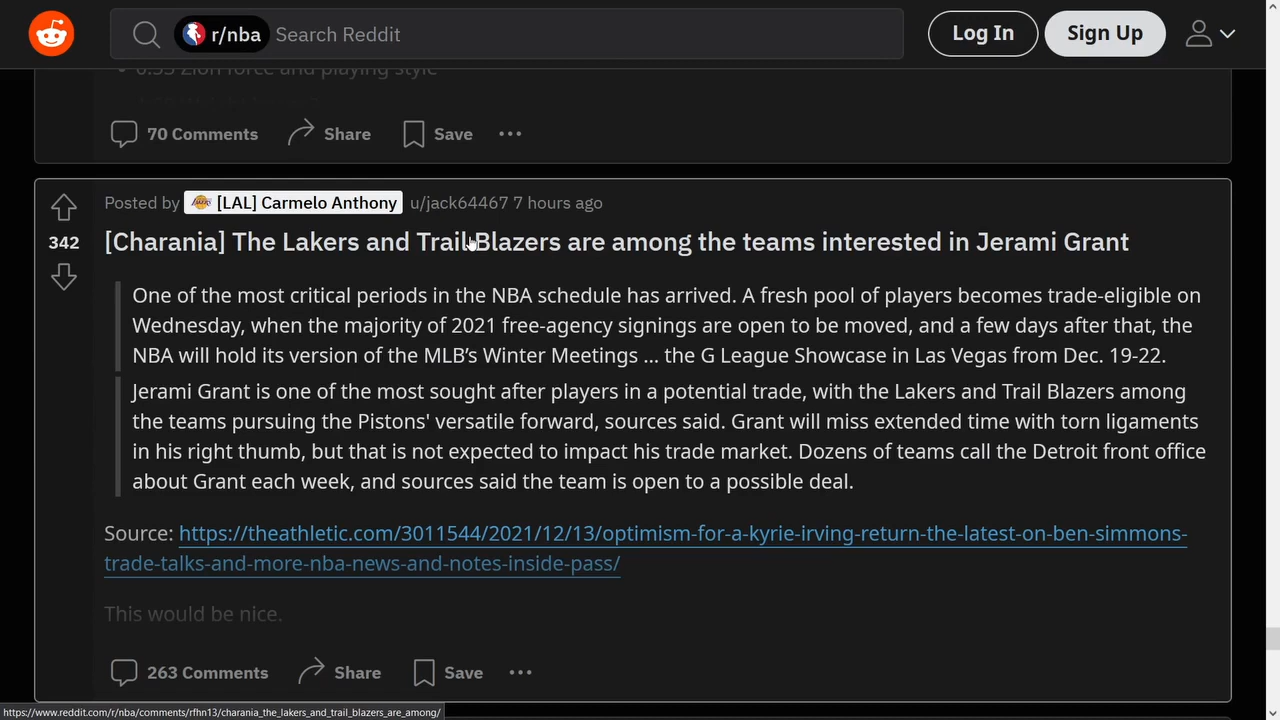 r/nba Search Reddit Log In Sign Up
6:55 Zion force and playing style
70 Comments Share Save
Posted by [LAL] Carmelo Anthony u/jack64467 7 hours ago
342
[Charania] The Lakers and Trail Blazers are among the teams interested in Jerami Grant
One of the most critical periods in the NBA schedule has arrived. A fresh pool of players becomes trade-eligible on
Wednesday, when the majority of 2021 free-agency signings are open to be moved, and a few days after that, the
NBA will hold its version of the MLB’s Winter Meetings ... the G League Showcase in Las Vegas from Dec. 19-22.
Jerami Grant is one of the most sought after players in a potential trade, with the Lakers and Trail Blazers among
the teams pursuing the Pistons' versatile forward, sources said. Grant will miss extended time with torn ligaments
in his right thumb, but that is not expected to impact his trade market. Dozens of teams call the Detroit front office
about Grant each week, and sources said the team is open to a possible deal.
Source: https://theathletic.com/3011544/2021/12/13/optimism-for-a-kyrie-irving-return-the-latest-on-ben-simmons-
trade-talks-and-more-nba-news-and-notes-inside-pass/
This would be nice.
263 Comments Share Save
https://www.reddit.com/r/nba/comments/rfhn13/charania_the_lakers_and_trail_blazers_are_among/